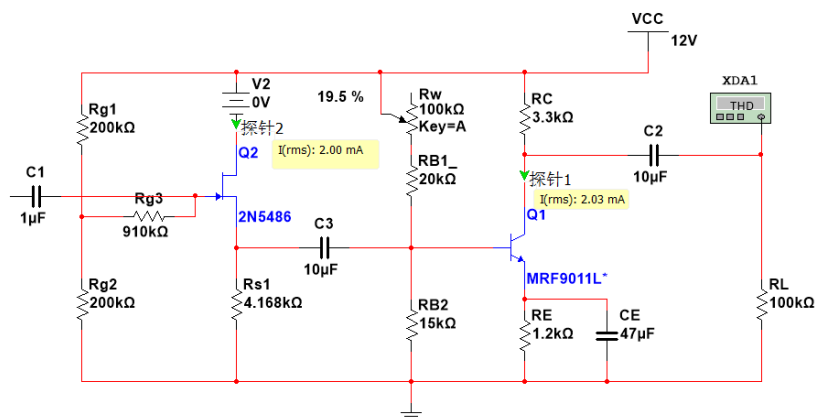 VCC
12V
XDA1
THD
V2
0V
19.5 %
Rw
100kΩ
Key=A
RC
3.3kΩ
Rg1
200kΩ
探针2
I(rms): 2.00 mA
Q2
C2
10µF
RB1_
20kΩ
探针1
I(rms): 2.03 mA
Q1
C1
1µF
Rg3
910kΩ
2N5486
C3
10µF
MRF9011L*
Rg2
200kΩ
Rs1
4.168kΩ
RB2
15kΩ
RE
1.2kΩ
CE
47µF
RL
100kΩ